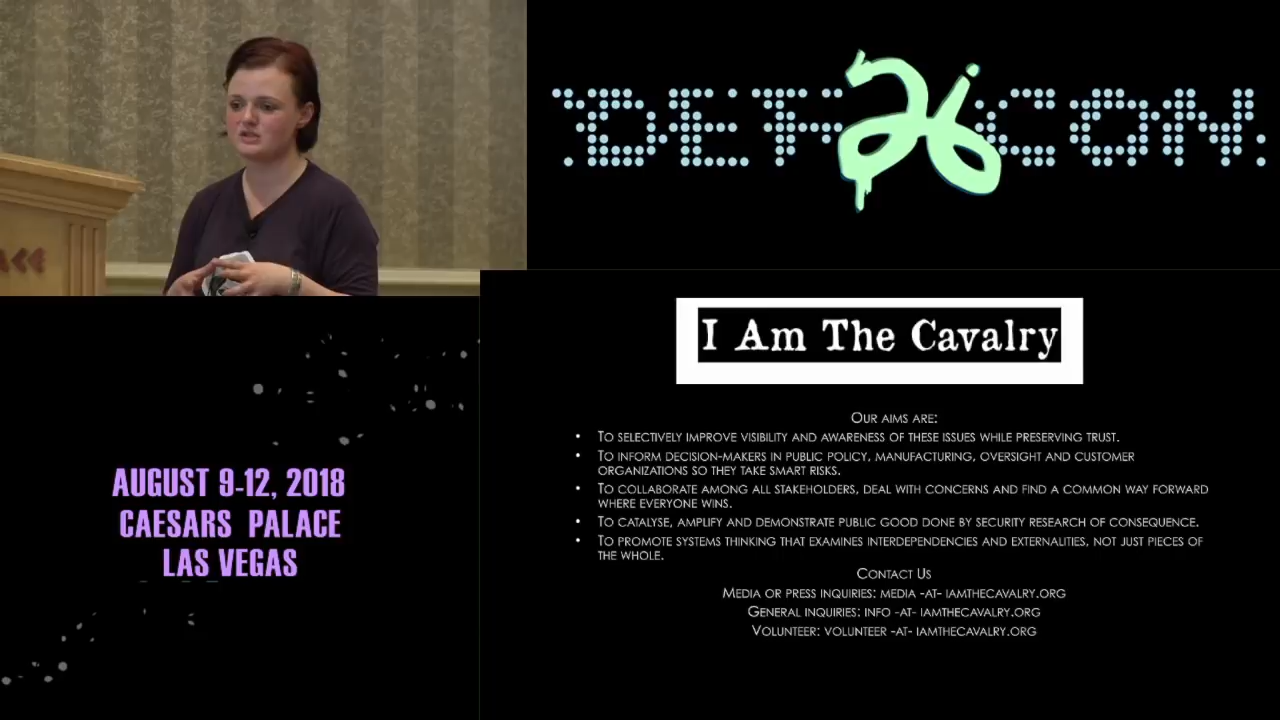 DEF 26 CON
I Am The Cavalry
Our aims are:
• To selectively improve visibility and awareness of these issues while preserving trust.
• To inform decision-makers in public policy, manufacturing, oversight and customer
organizations so they take smart risks.
• To collaborate among all stakeholders, deal with concerns and find a common way forward
where everyone wins.
• To catalyse, amplify and demonstrate public good done by security research of consequence.
• To promote systems thinking that examines interdependencies and externalities, not just pieces of
the whole.
Contact Us
Media or press inquiries: media -at- iamthecavalry.org
General inquiries: info -at- iamthecavalry.org
Volunteer: volunteer -at- iamthecavalry.org
AUGUST 9-12, 2018
CAESARS PALACE
LAS VEGAS